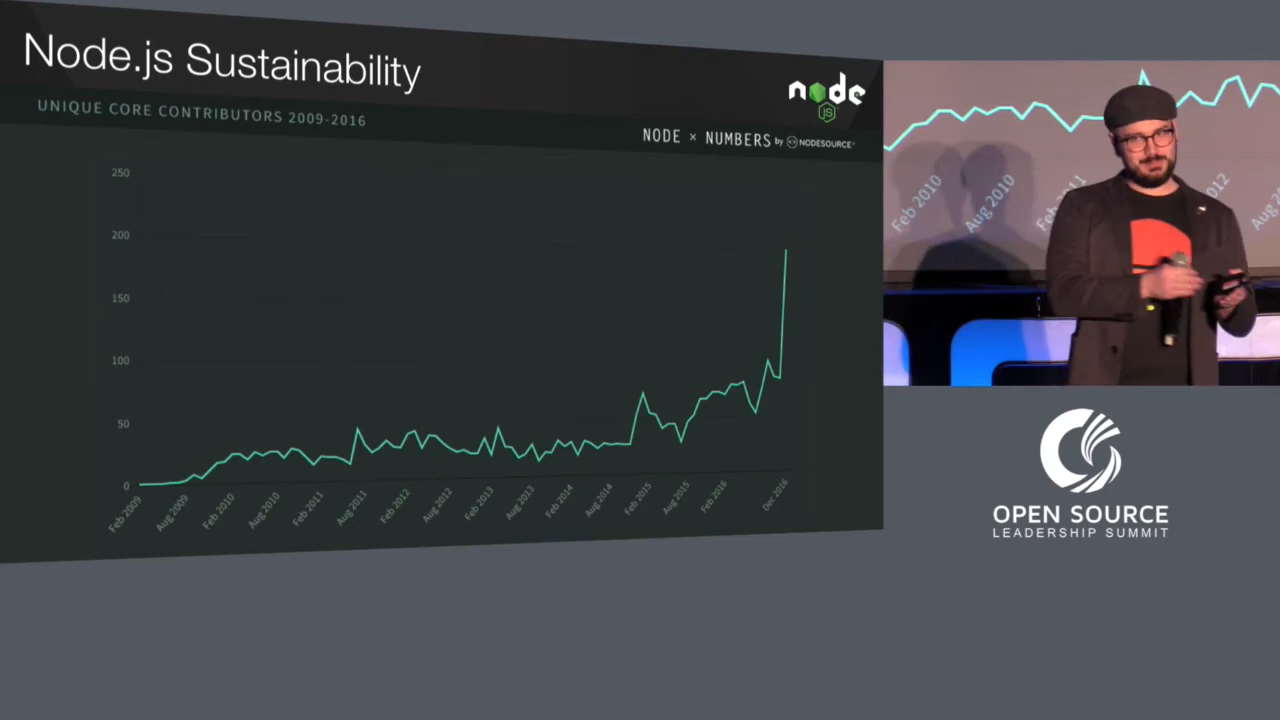 Node.js Sustainability
node
JS
UNIQUE CORE CONTRIBUTORS 2009-2016
NODE × NUMBERS by NODESOURCE
250
200
150
100
50
0
Feb 2009
Aug 2009
Feb 2010
Aug 2010
Feb 2011
Aug 2011
Feb 2012
Aug 2012
Feb 2013
Aug 2013
Feb 2014
Aug 2014
Feb 2015
Aug 2015
Feb 2016
Dec 2016
Feb 2010
Aug 2010
OPEN SOURCE
LEADERSHIP SUMMIT